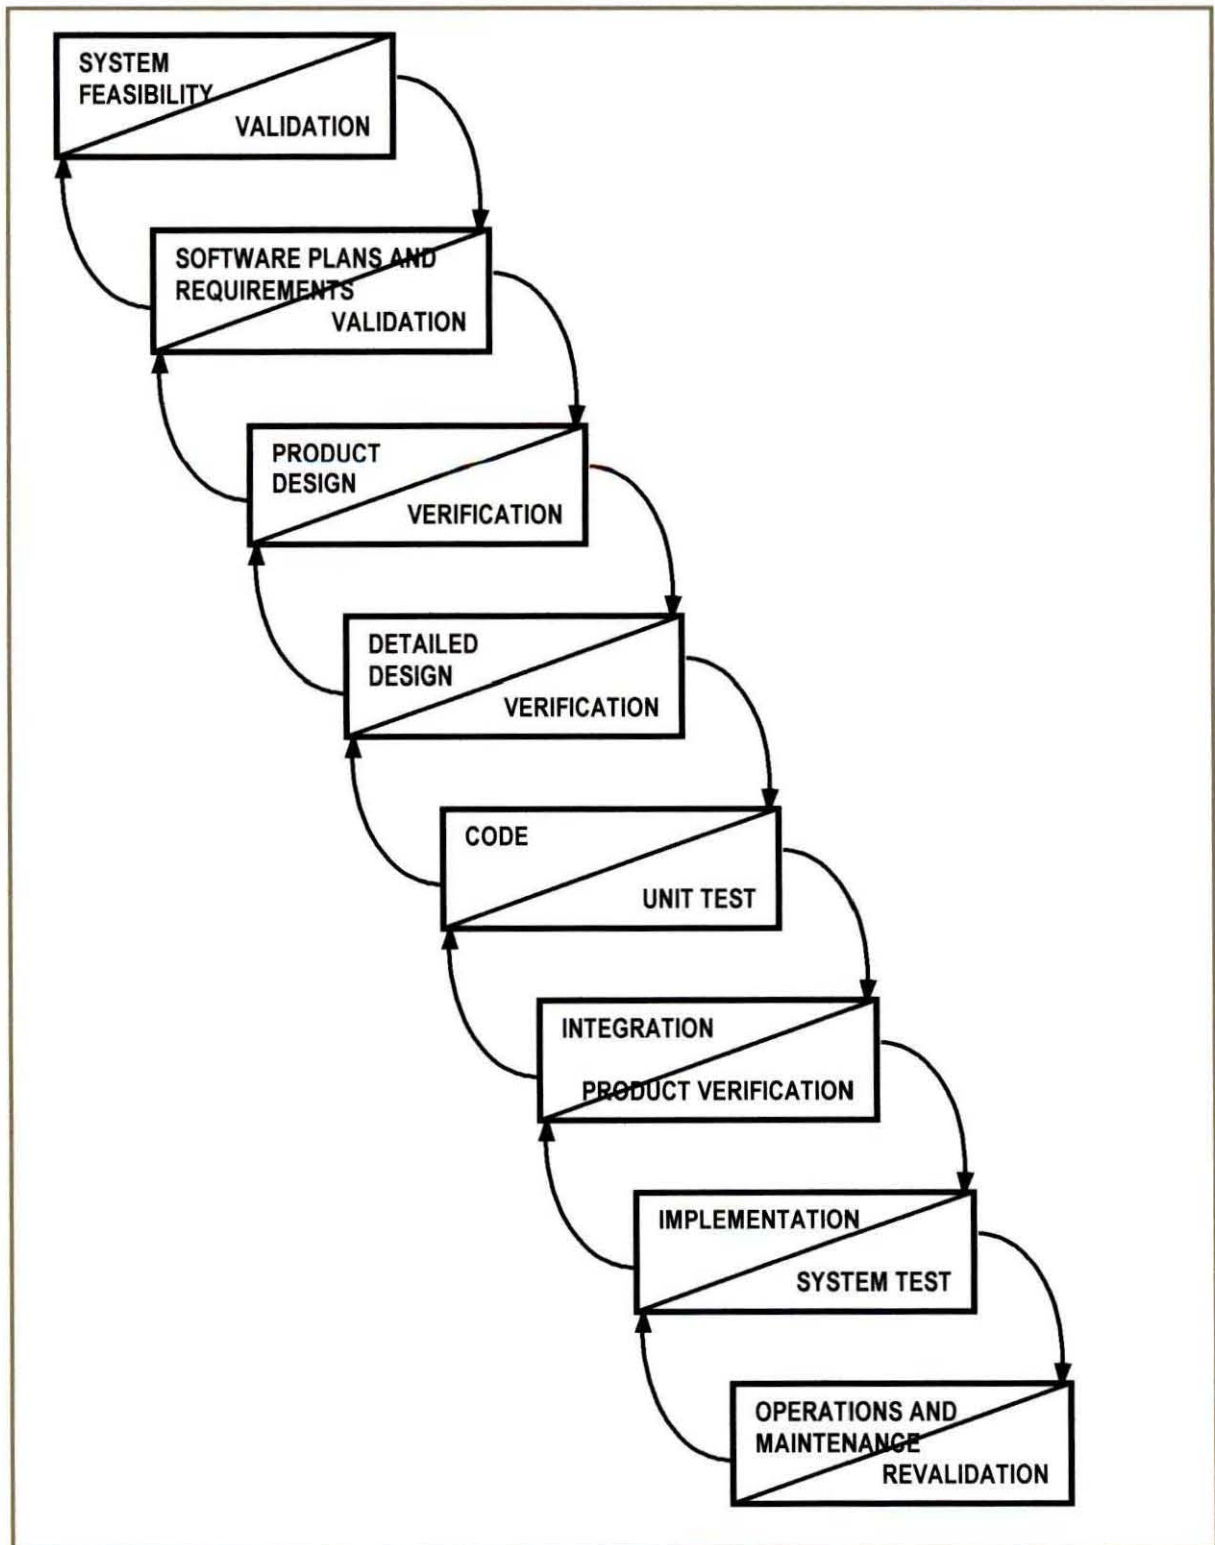 SYSTEM
FEASIBILITY
VALIDATION
SOFTWARE PLANS AND
REQUIREMENTS
VALIDATION
PRODUCT
DESIGN
VERIFICATION
DETAILED
DESIGN
VERIFICATION
CODE
UNIT TEST
INTEGRATION
PRODUCT VERIFICATION
IMPLEMENTATION
SYSTEM TEST
OPERATIONS AND
MAINTENANCE
REVALIDATION